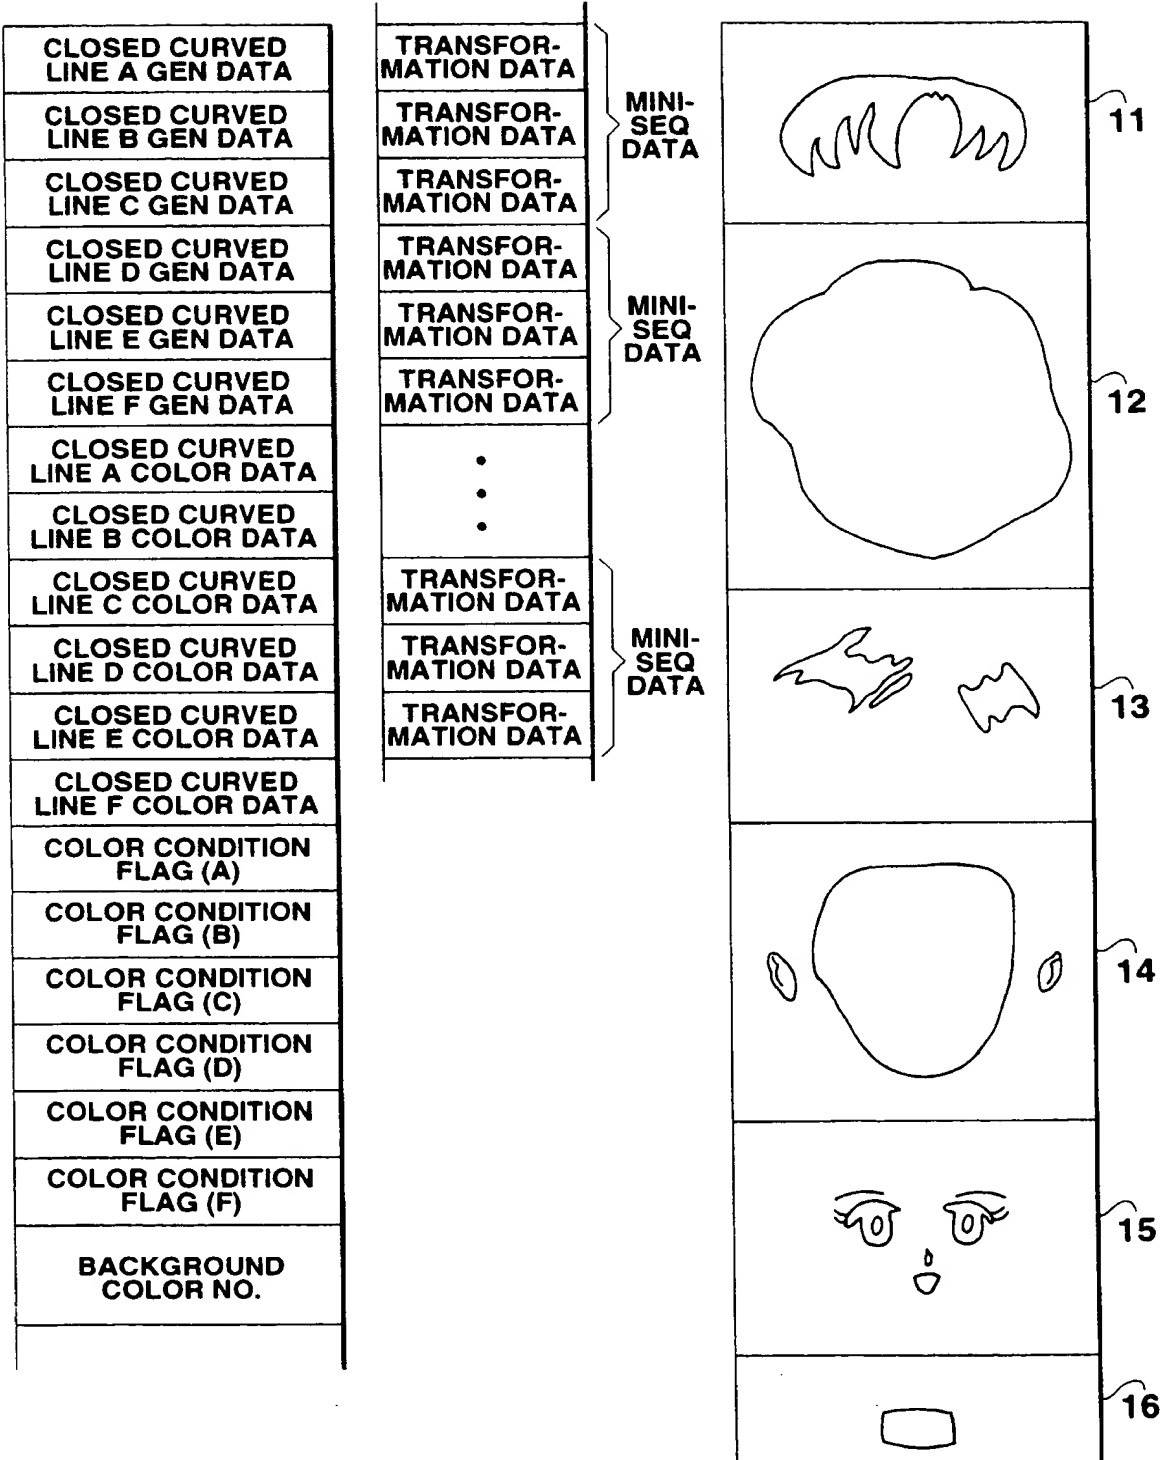 CLOSED CURVED
LINE A GEN DATA
CLOSED CURVED
LINE B GEN DATA
CLOSED CURVED
LINE C GEN DATA
CLOSED CURVED
LINE D GEN DATA
CLOSED CURVED
LINE E GEN DATA
CLOSED CURVED
LINE F GEN DATA
CLOSED CURVED
LINE A COLOR DATA
CLOSED CURVED
LINE B COLOR DATA
CLOSED CURVED
LINE C COLOR DATA
CLOSED CURVED
LINE D COLOR DATA
CLOSED CURVED
LINE E COLOR DATA
CLOSED CURVED
LINE F COLOR DATA
COLOR CONDITION
FLAG (A)
COLOR CONDITION
FLAG (B)
COLOR CONDITION
FLAG (C)
COLOR CONDITION
FLAG (D)
COLOR CONDITION
FLAG (E)
COLOR CONDITION
FLAG (F)
BACKGROUND
COLOR NO.
TRANSFOR-
MATION DATA
TRANSFOR-
MATION DATA
TRANSFOR-
MATION DATA
MINI-
SEQ
DATA
TRANSFOR-
MATION DATA
TRANSFOR-
MATION DATA
TRANSFOR-
MATION DATA
MINI-
SEQ
DATA
TRANSFOR-
MATION DATA
TRANSFOR-
MATION DATA
TRANSFOR-
MATION DATA
MINI-
SEQ
DATA
11
12
13
14
15
16